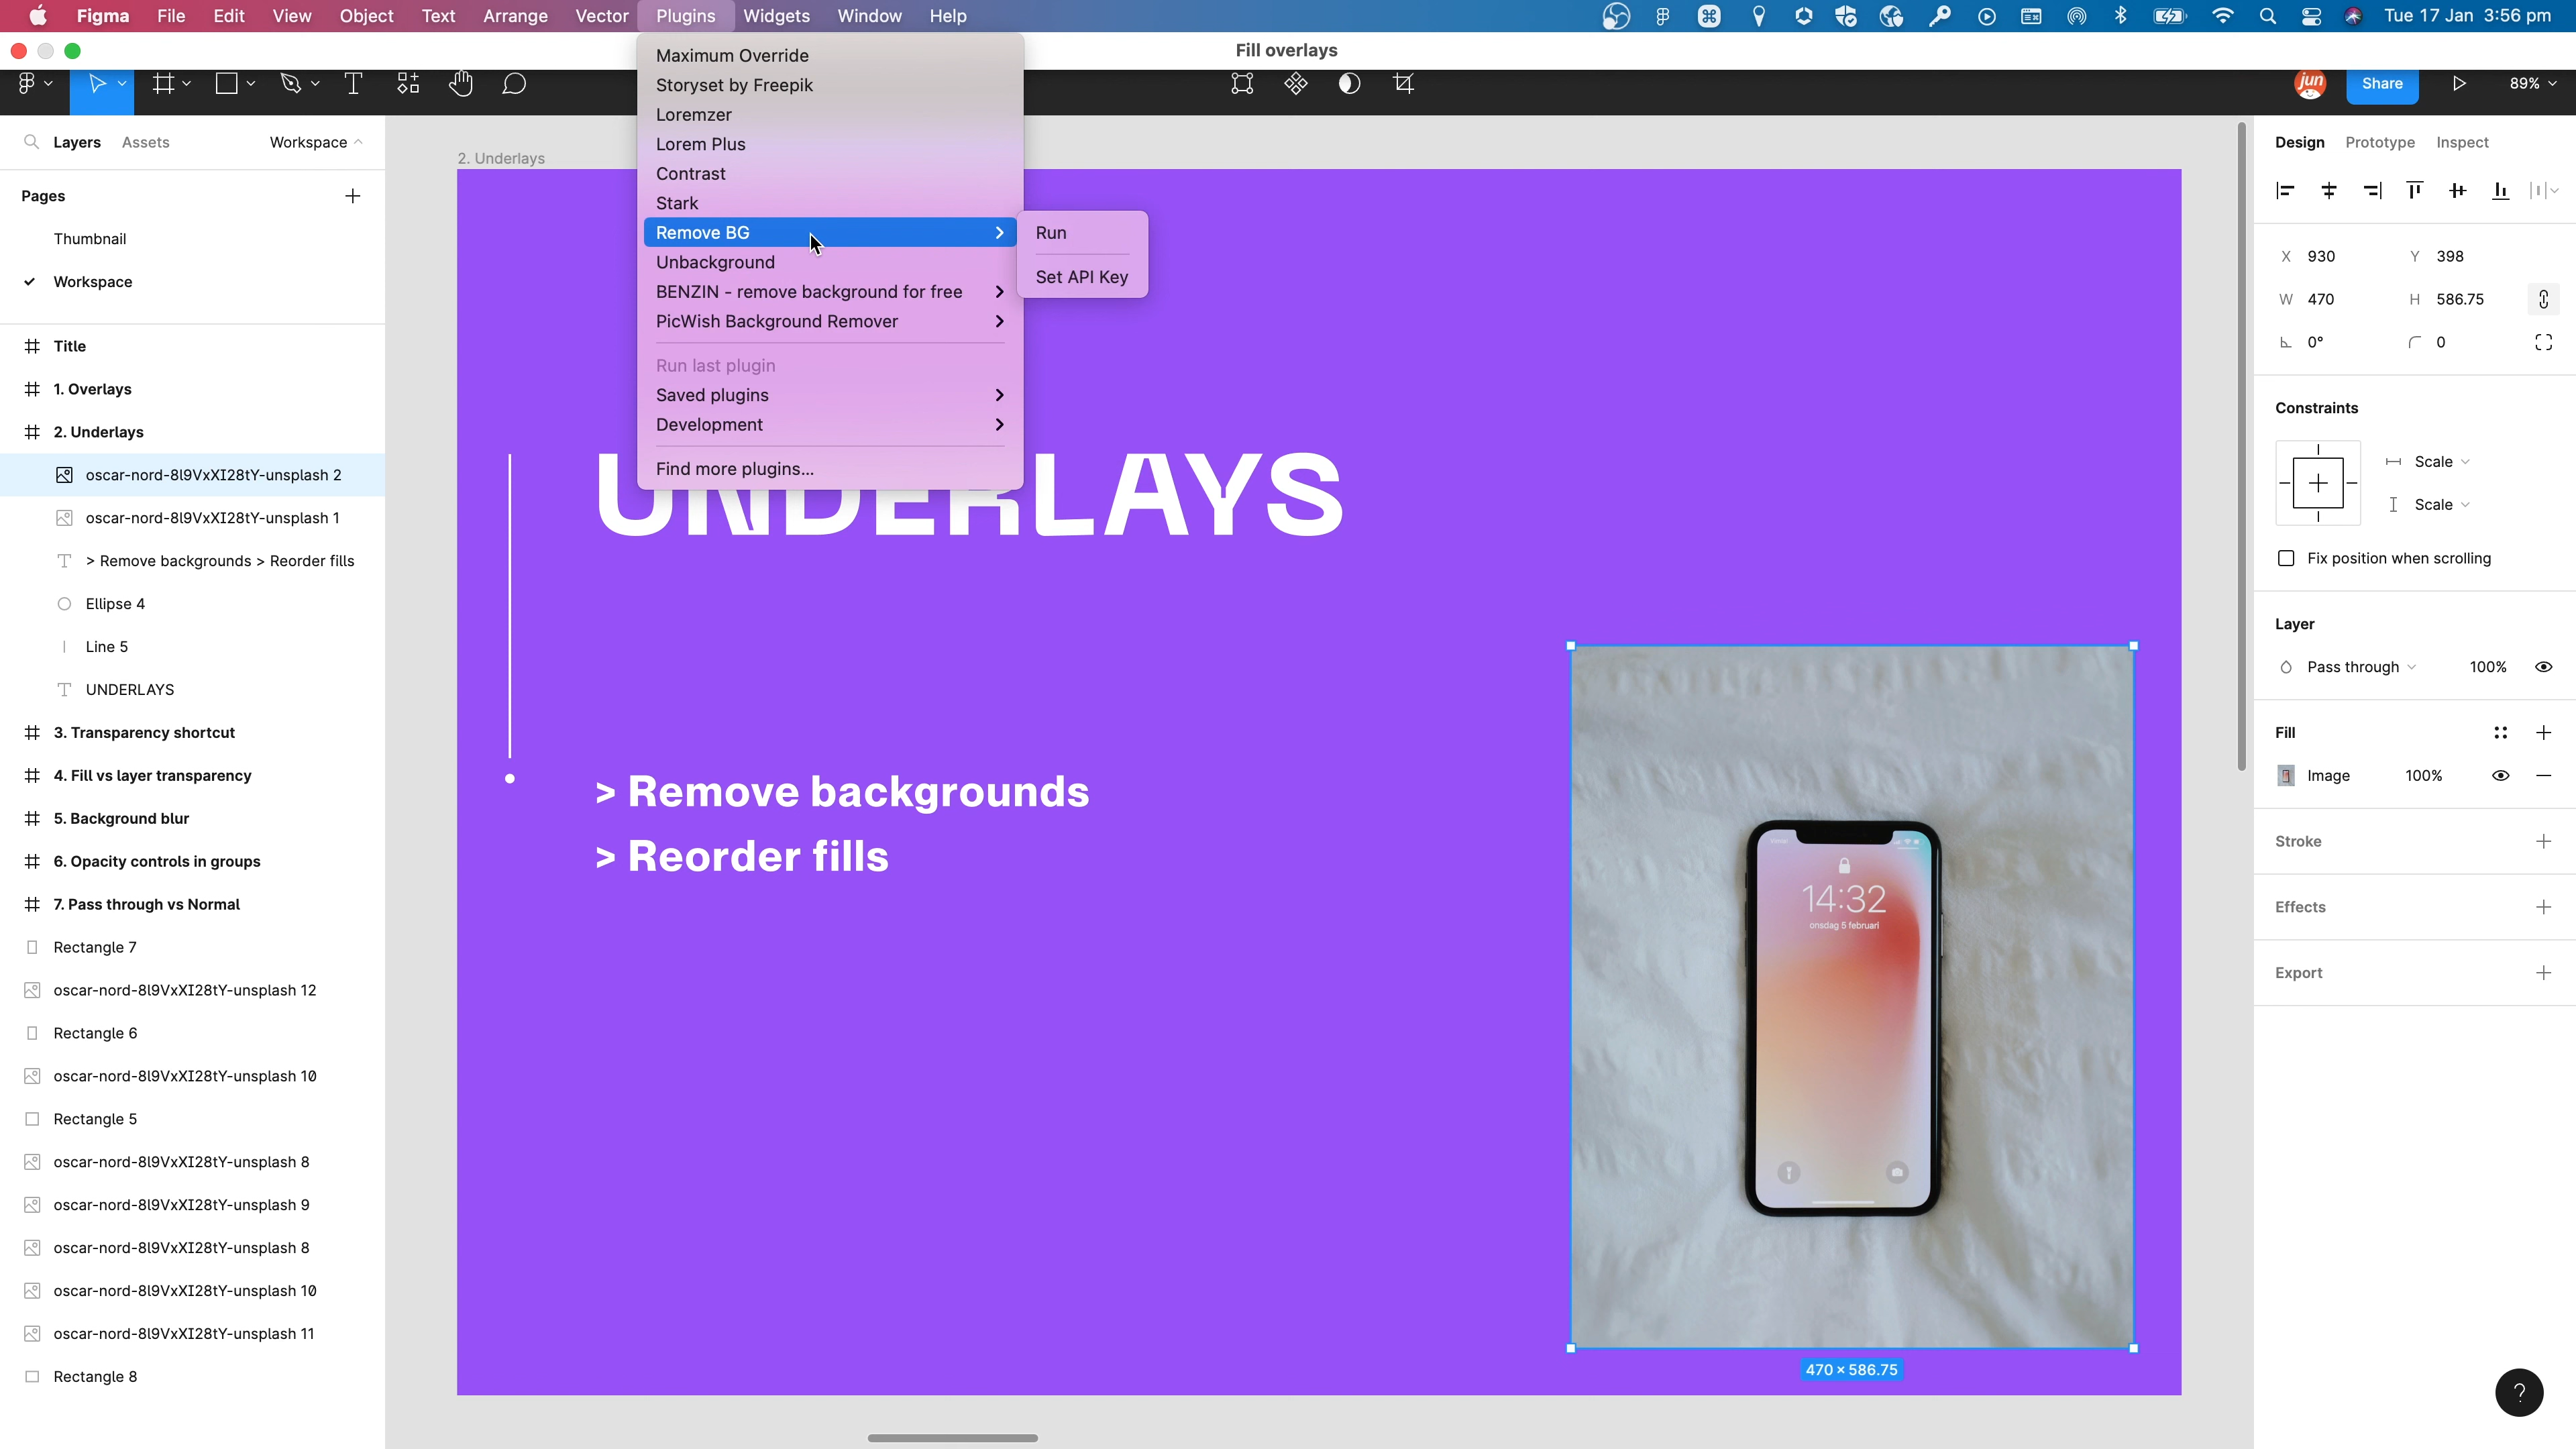 Figma File Edit View Object Text Arrange Vector Plugins Widgets Window Help Tue 17 Jan 3:56 pm
Fill overlays
jun Share 89%
Maximum Override
Storyset by Freepik
Loremzer
Lorem Plus
Contrast
Stark
Remove BG
Unbackground
BENZIN - remove background for free
PicWish Background Remover
Run last plugin
Saved plugins
Development
Find more plugins...
Run
Set API Key
Layers Assets Workspace
Pages
Thumbnail
Workspace
Title
1. Overlays
2. Underlays
oscar-nord-8l9VxXI28tY-unsplash 2
oscar-nord-8l9VxXI28tY-unsplash 1
> Remove backgrounds > Reorder fills
Ellipse 4
Line 5
UNDERLAYS
3. Transparency shortcut
4. Fill vs layer transparency
5. Background blur
6. Opacity controls in groups
7. Pass through vs Normal
Rectangle 7
oscar-nord-8l9VxXI28tY-unsplash 12
Rectangle 6
oscar-nord-8l9VxXI28tY-unsplash 10
Rectangle 5
oscar-nord-8l9VxXI28tY-unsplash 8
oscar-nord-8l9VxXI28tY-unsplash 9
oscar-nord-8l9VxXI28tY-unsplash 8
oscar-nord-8l9VxXI28tY-unsplash 10
oscar-nord-8l9VxXI28tY-unsplash 11
Rectangle 8
2. Underlays
UNDERLAYS
> Remove backgrounds
> Reorder fills
14:32
onsdag 5 februari
470 × 586.75
Design Prototype Inspect
X 930 Y 398
W 470 H 586.75
0° 0
Constraints
Scale
Scale
Fix position when scrolling
Layer
Pass through 100%
Fill
Image 100%
Stroke
Effects
Export
?